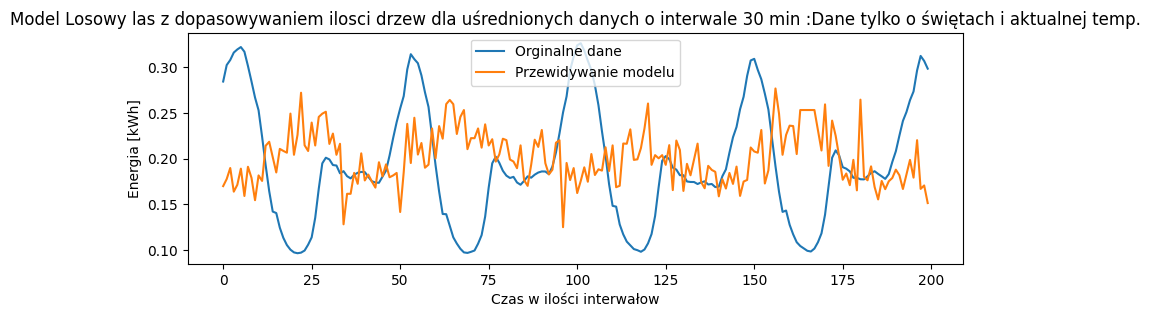 Model Losowy las z dopasowywaniem ilosci drzew dla uśrednionych danych o interwale 30 min :Dane tylko o świętach i aktualnej temp.
Orginalne dane
Przewidywanie modelu
Energia [kWh]
0.30
0.25
0.20
0.15
0.10
0 25 50 75 100 125 150 175 200
Czas w ilości interwałow